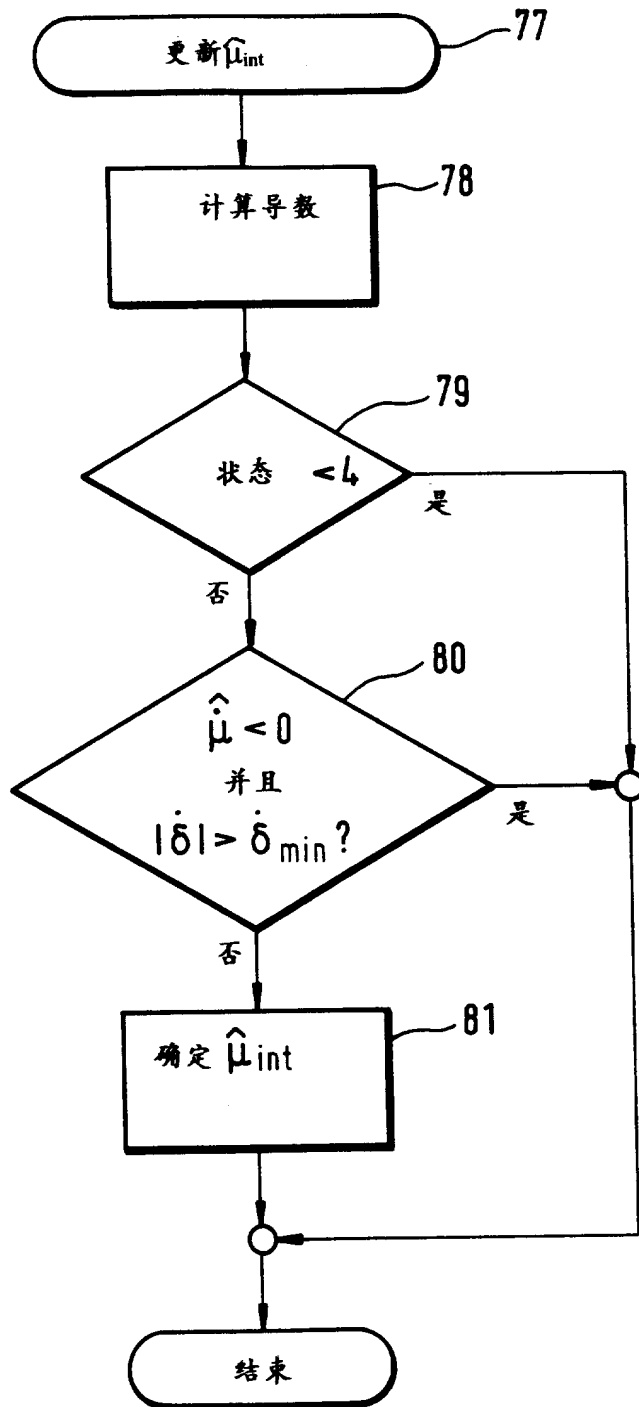 更新 μ̂int
77
计算导数
78
状态 <4
79
是
否
μ̇̂ < 0
并且
|δ̇| > δ̇min ?
80
是
否
确定 μ̂int
81
结束